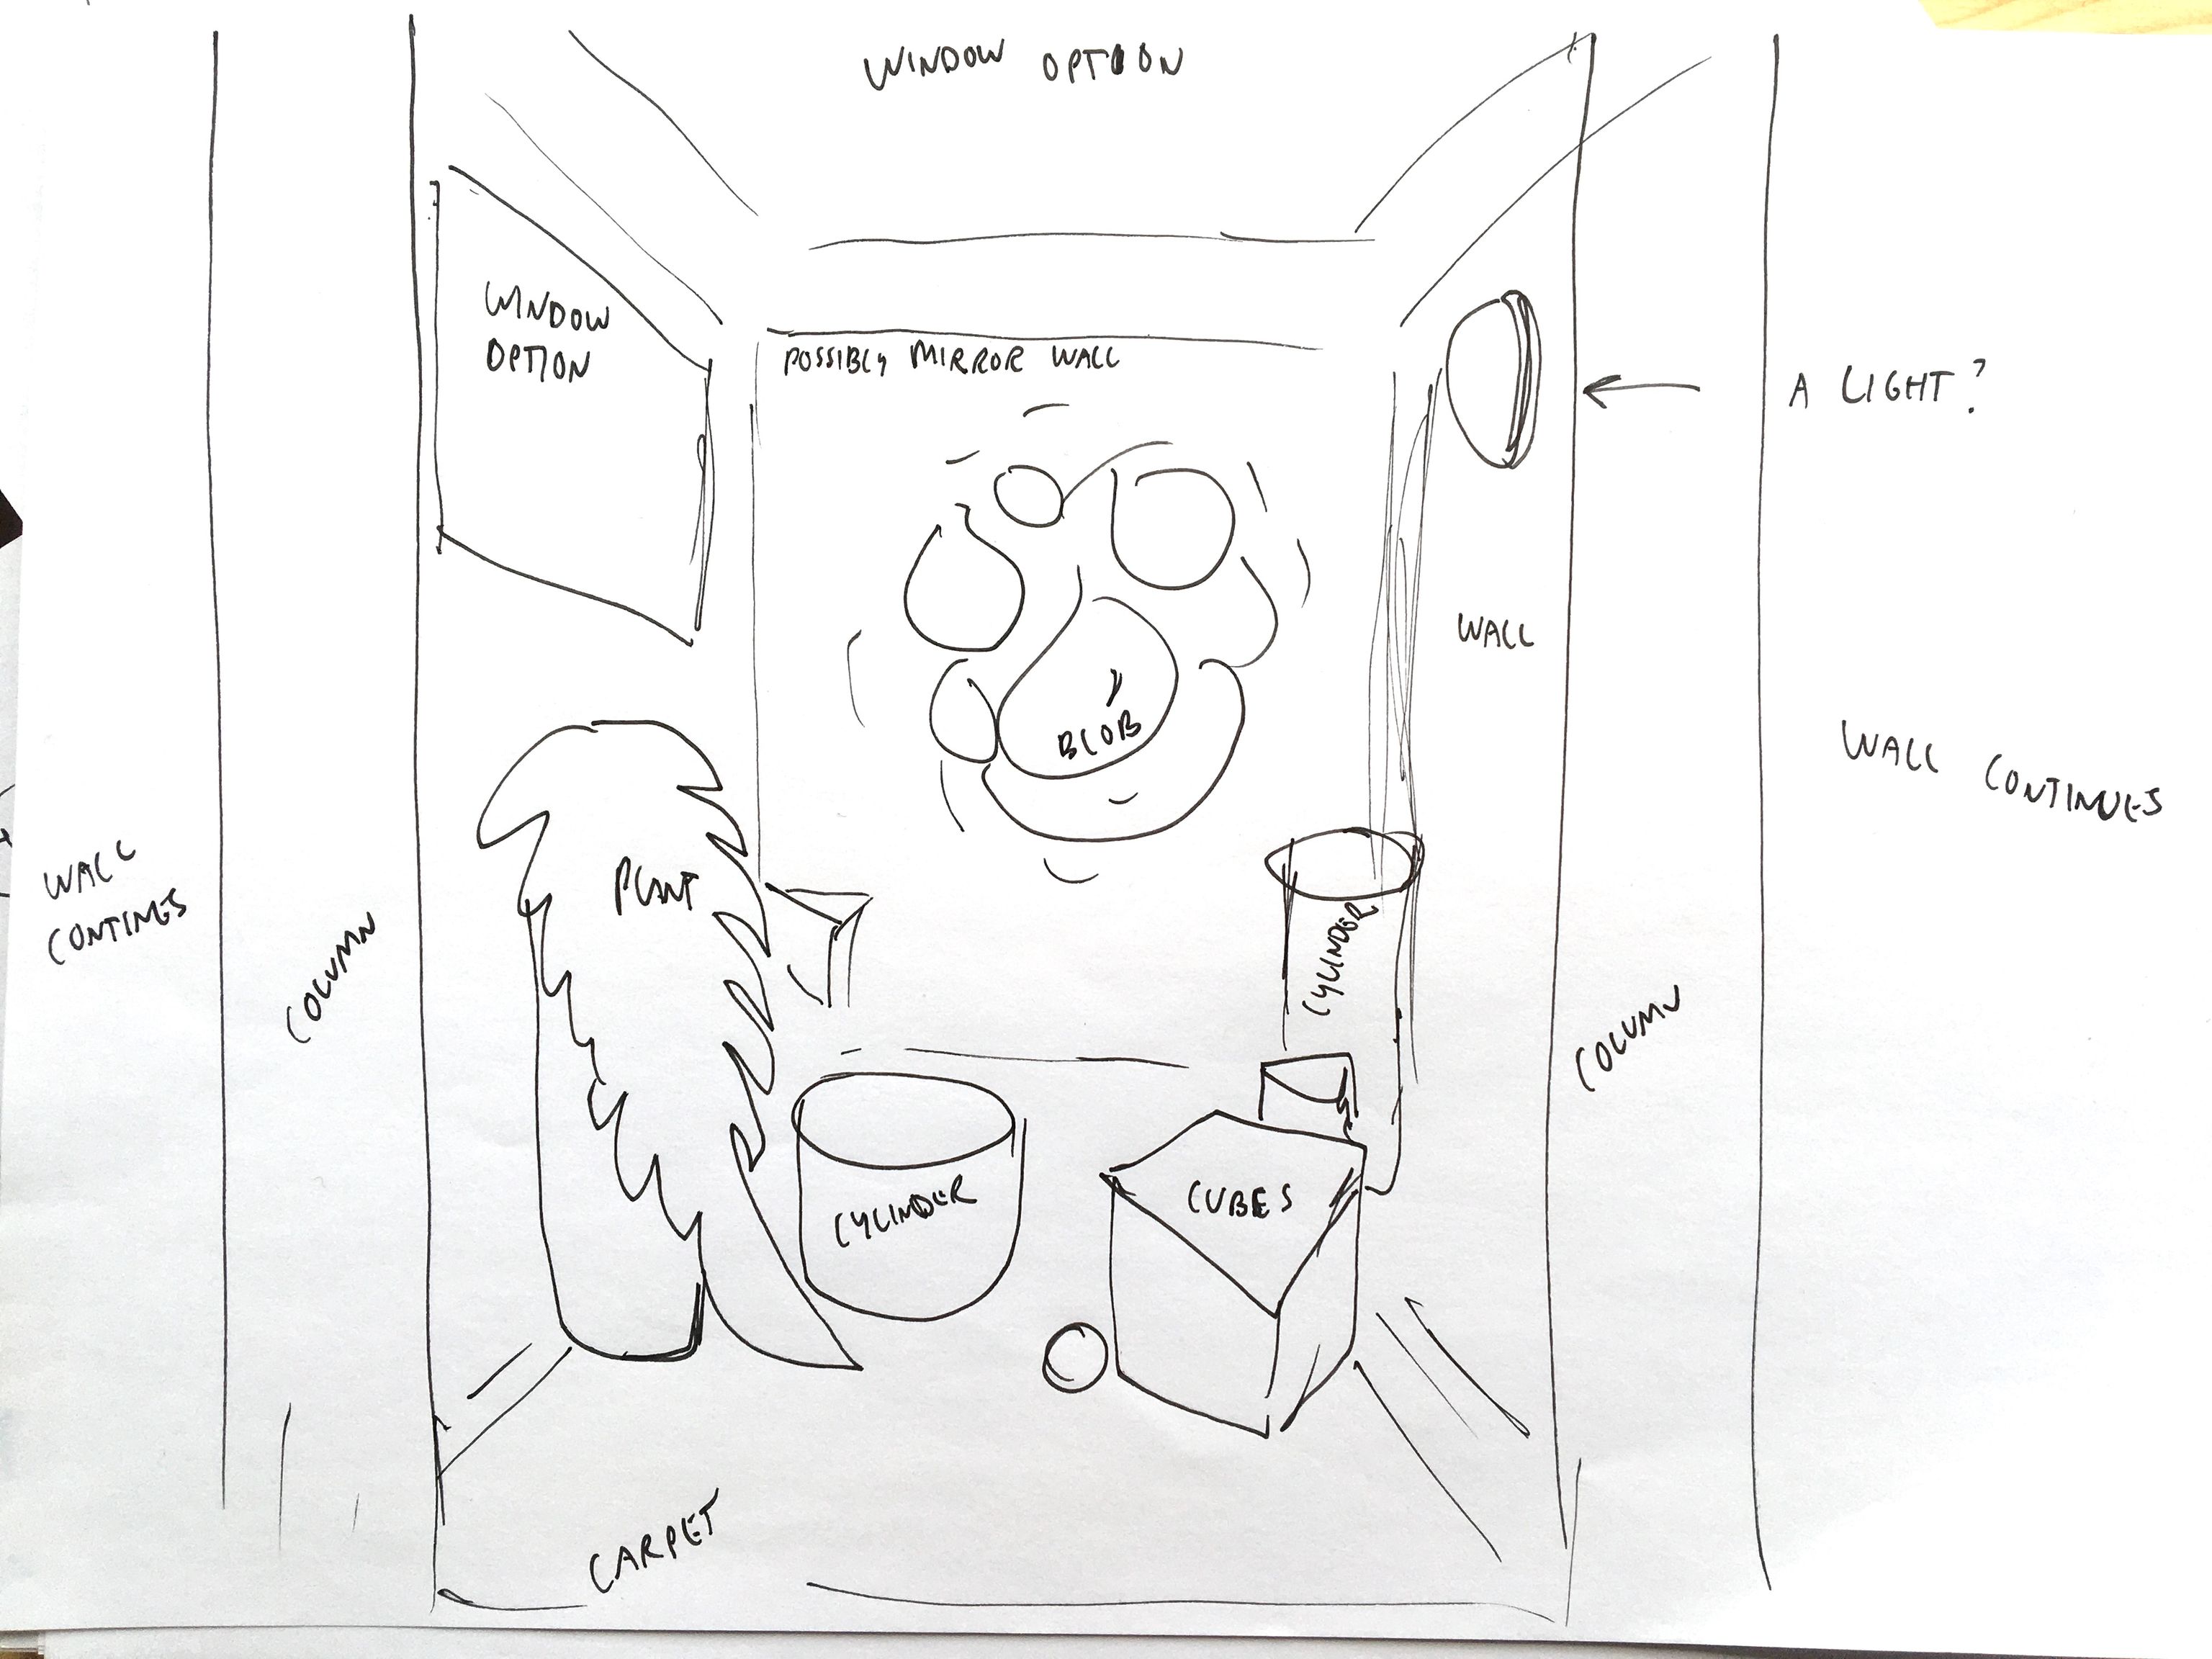 WINDOW OPTION
WINDOW
OPTION
POSSIBLY MIRROR WALL
A LIGHT?
WALL
BLOB
WALL CONTINUES
PLANT
WALL
CONTINES
COLUMN
CYLINDER
COLUMN
CYLINDER
CUBES
CARPET